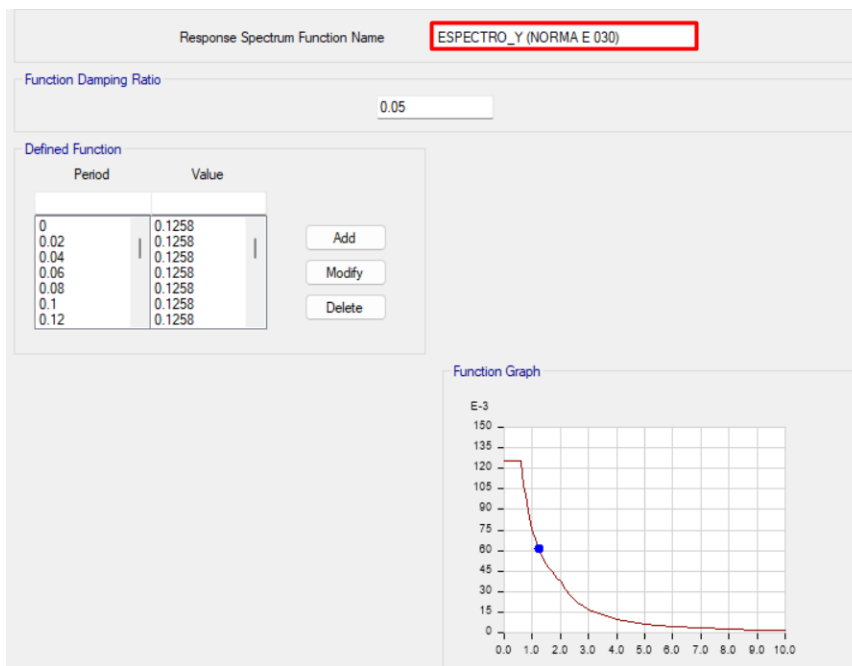 Response Spectrum Function Name
ESPECTRO_Y (NORMA E 030)
Function Damping Ratio
0.05
Defined Function
Period Value
0 0.1258
0.02 0.1258
0.04 0.1258
0.06 0.1258
0.08 0.1258
0.1 0.1258
0.12 0.1258
Add
Modify
Delete
Function Graph
E-3
150
135
120
105
90
75
60
45
30
15
0
0.0 1.0 2.0 3.0 4.0 5.0 6.0 7.0 8.0 9.0 10.0